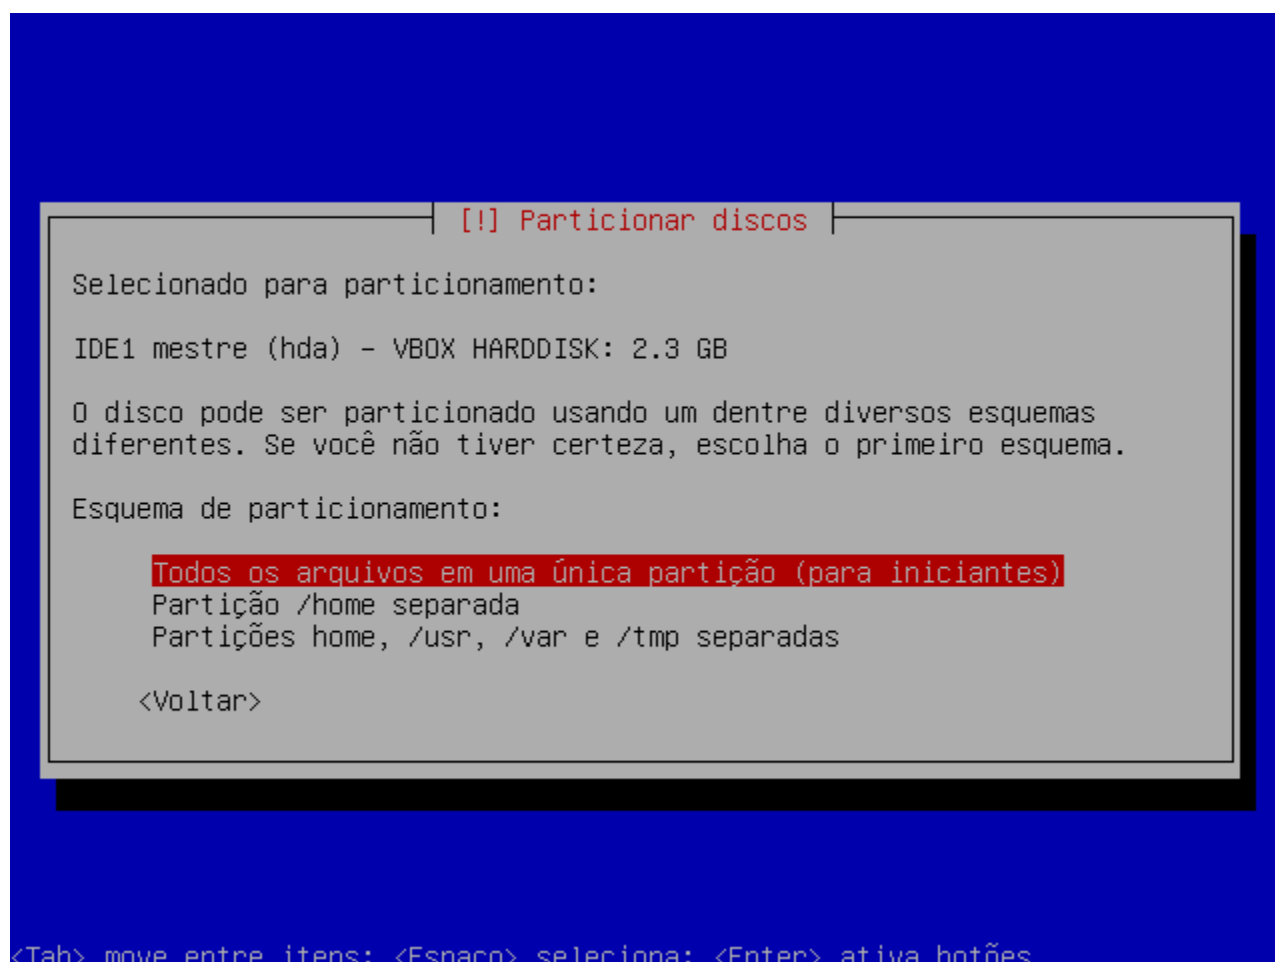 [!] Particionar discos
Selecionado para particionamento:
IDE1 mestre (hda) – VBOX HARDDISK: 2.3 GB
O disco pode ser particionado usando um dentre diversos esquemas
diferentes. Se você não tiver certeza, escolha o primeiro esquema.
Esquema de particionamento:
Todos os arquivos em uma única partição (para iniciantes)
Partição /home separada
Partições home, /usr, /var e /tmp separadas
<Voltar>
<Tab> move entre itens; <Espaço> seleciona; <Enter> ativa botões